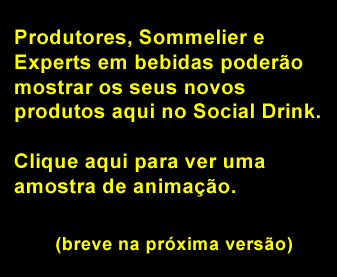 Produtores, Sommelier e
Experts em bebidas poderão
mostrar os seus novos
produtos aqui no Social Drink.
Clique aqui para ver uma
amostra de animação.
(breve na próxima versão)